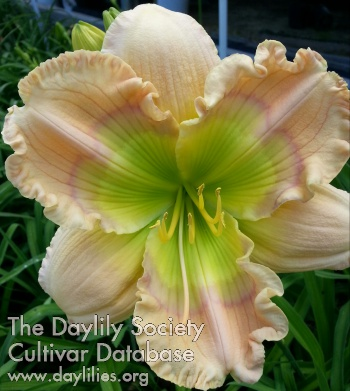 The Daylily Society
Cultivar Database
www.daylilies.org